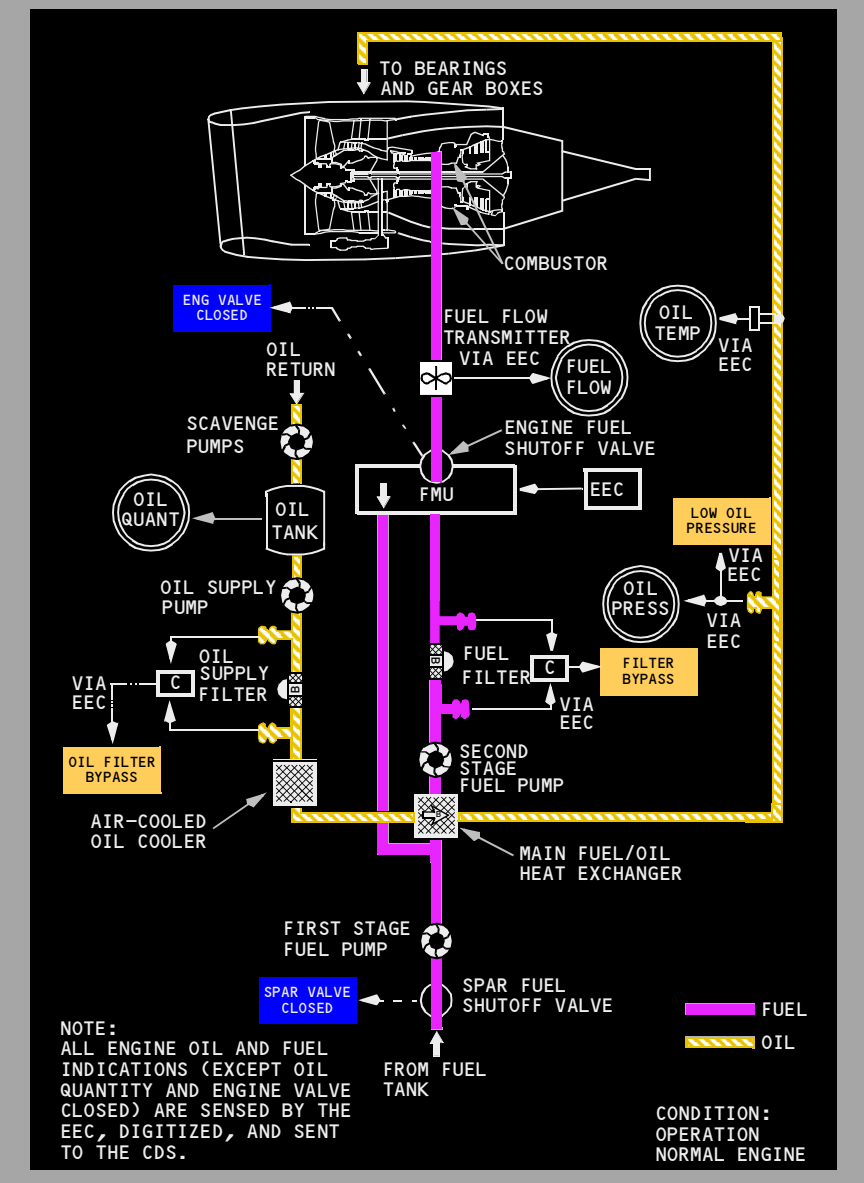 TO BEARINGS
AND GEAR BOXES
COMBUSTOR
ENG VALVE
CLOSED
FUEL FLOW
TRANSMITTER
VIA EEC
FUEL
FLOW
OIL
TEMP
VIA
EEC
OIL
RETURN
SCAVENGE
PUMPS
ENGINE FUEL
SHUTOFF VALVE
FMU
EEC
OIL
QUANT
OIL
TANK
LOW OIL
PRESSURE
VIA
EEC
OIL
PRESS
VIA
EEC
OIL SUPPLY
PUMP
OIL
SUPPLY
FILTER
C
B
VIA
EEC
OIL FILTER
BYPASS
FUEL
FILTER
B
C
FILTER
BYPASS
VIA
EEC
SECOND
STAGE
FUEL PUMP
AIR-COOLED
OIL COOLER
B
MAIN FUEL/OIL
HEAT EXCHANGER
FIRST STAGE
FUEL PUMP
SPAR VALVE
CLOSED
SPAR FUEL
SHUTOFF VALVE
FROM FUEL
TANK
FUEL
OIL
NOTE:
ALL ENGINE OIL AND FUEL
INDICATIONS (EXCEPT OIL
QUANTITY AND ENGINE VALVE
CLOSED) ARE SENSED BY THE
EEC, DIGITIZED, AND SENT
TO THE CDS.
CONDITION:
OPERATION
NORMAL ENGINE